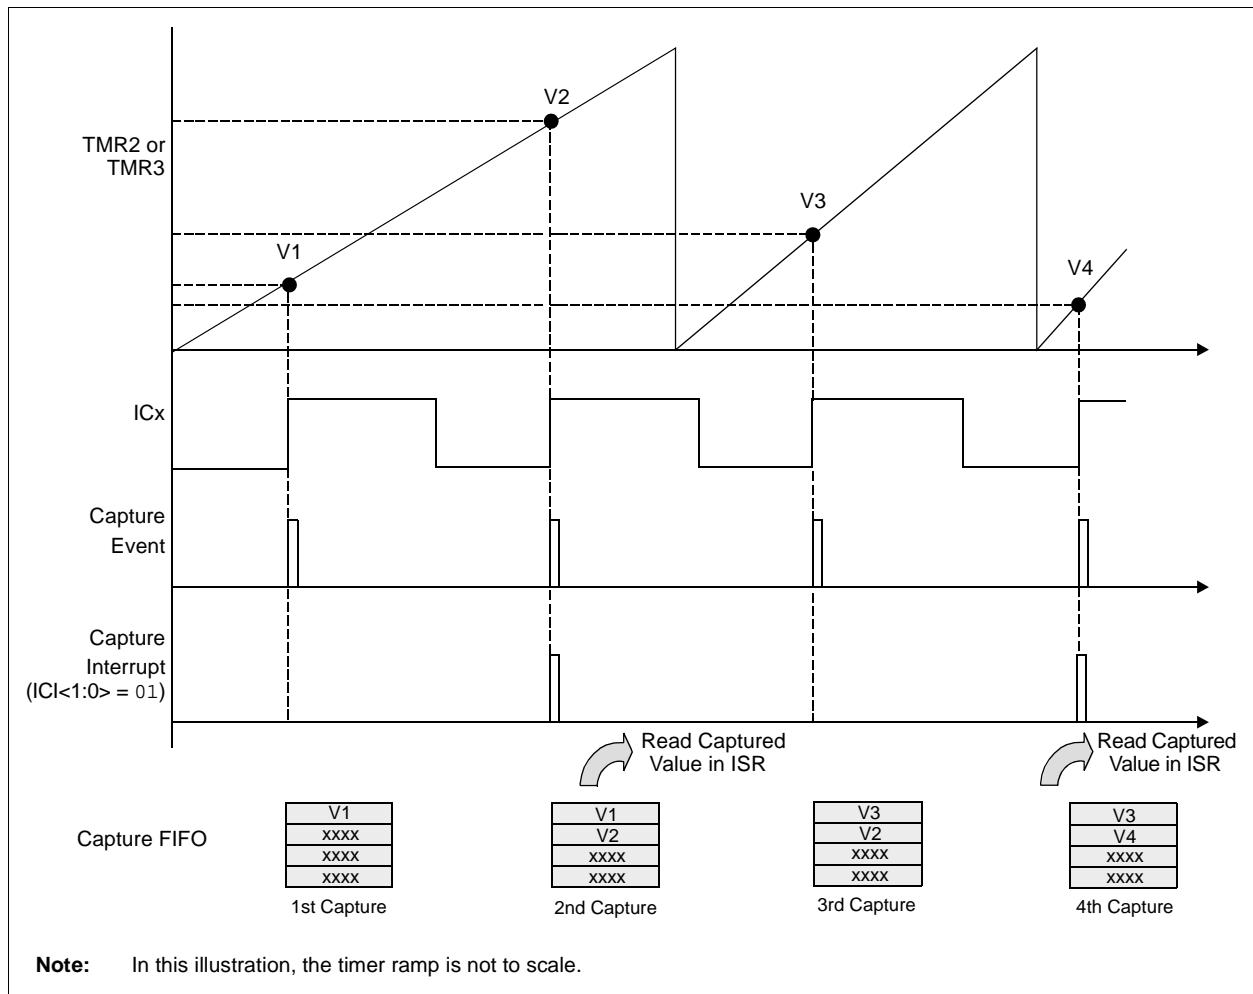 V2
TMR2 or
TMR3
V3
V1
V4
ICx
Capture
Event
Capture
Interrupt
(ICI<1:0> = 01)
Read Captured
Value in ISR
Read Captured
Value in ISR
Capture FIFO
V1
xxxx
xxxx
xxxx
1st Capture
V1
V2
xxxx
xxxx
2nd Capture
V3
V2
xxxx
xxxx
3rd Capture
V3
V4
xxxx
xxxx
4th Capture
Note: In this illustration, the timer ramp is not to scale.